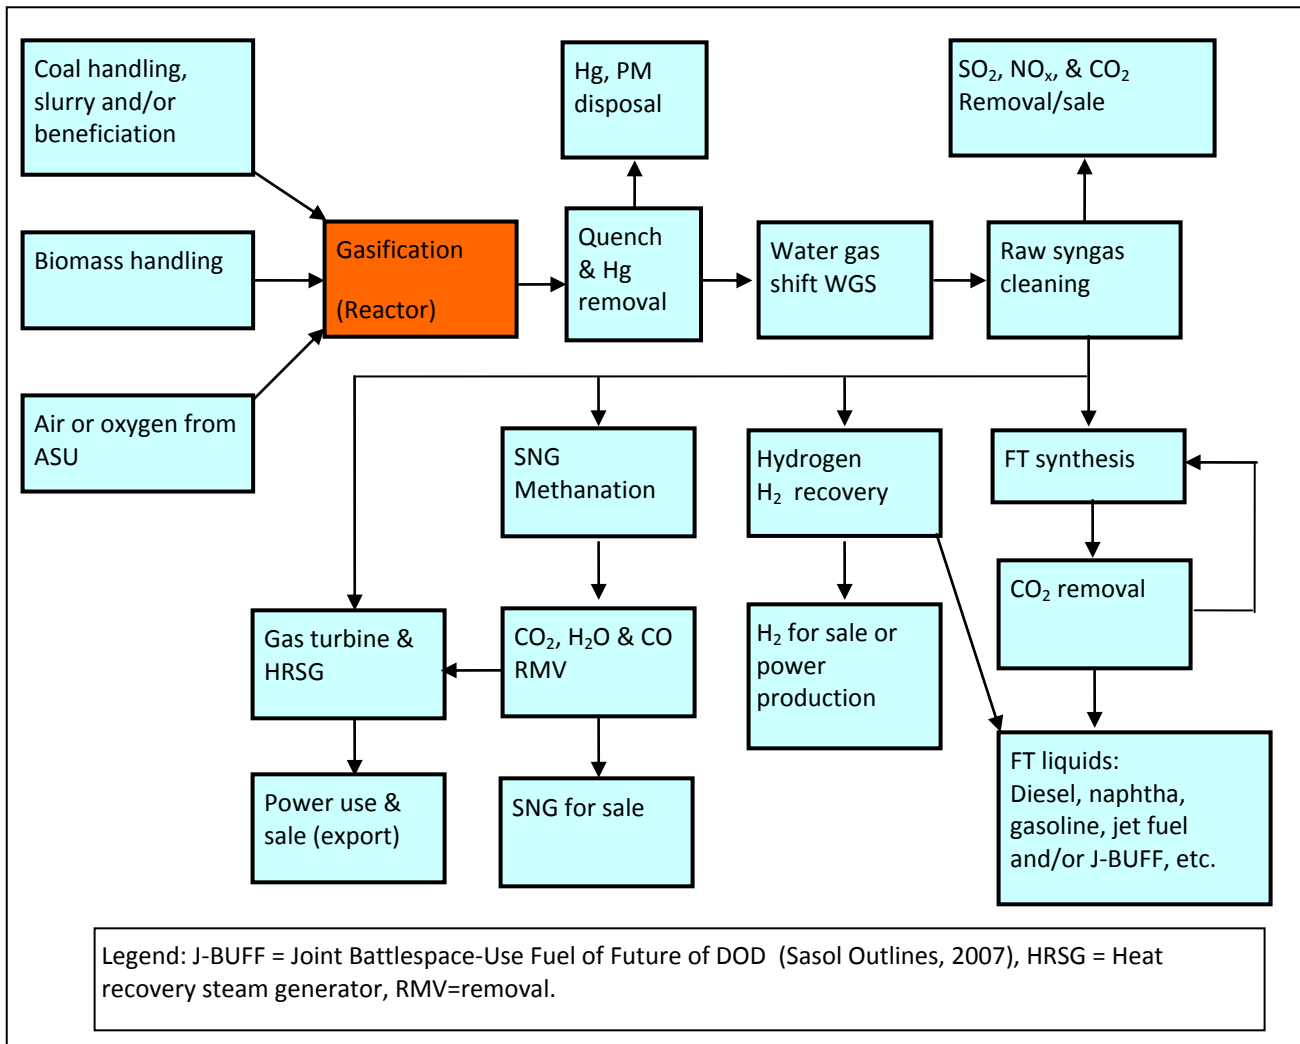 Coal handling,
slurry and/or
beneficiation
Hg, PM
disposal
SO₂, NOₓ, & CO₂
Removal/sale
Biomass handling
Gasification
(Reactor)
Quench
& Hg
removal
Water gas
shift WGS
Raw syngas
cleaning
Air or oxygen from
ASU
SNG
Methanation
Hydrogen
H₂ recovery
FT synthesis
Gas turbine &
HRSG
CO₂, H₂O & CO
RMV
H₂ for sale or
power
production
CO₂ removal
Power use &
sale (export)
SNG for sale
FT liquids:
Diesel, naphtha,
gasoline, jet fuel
and/or J-BUFF, etc.
Legend: J-BUFF = Joint Battlespace-Use Fuel of Future of DOD (Sasol Outlines, 2007), HRSG = Heat
recovery steam generator, RMV=removal.